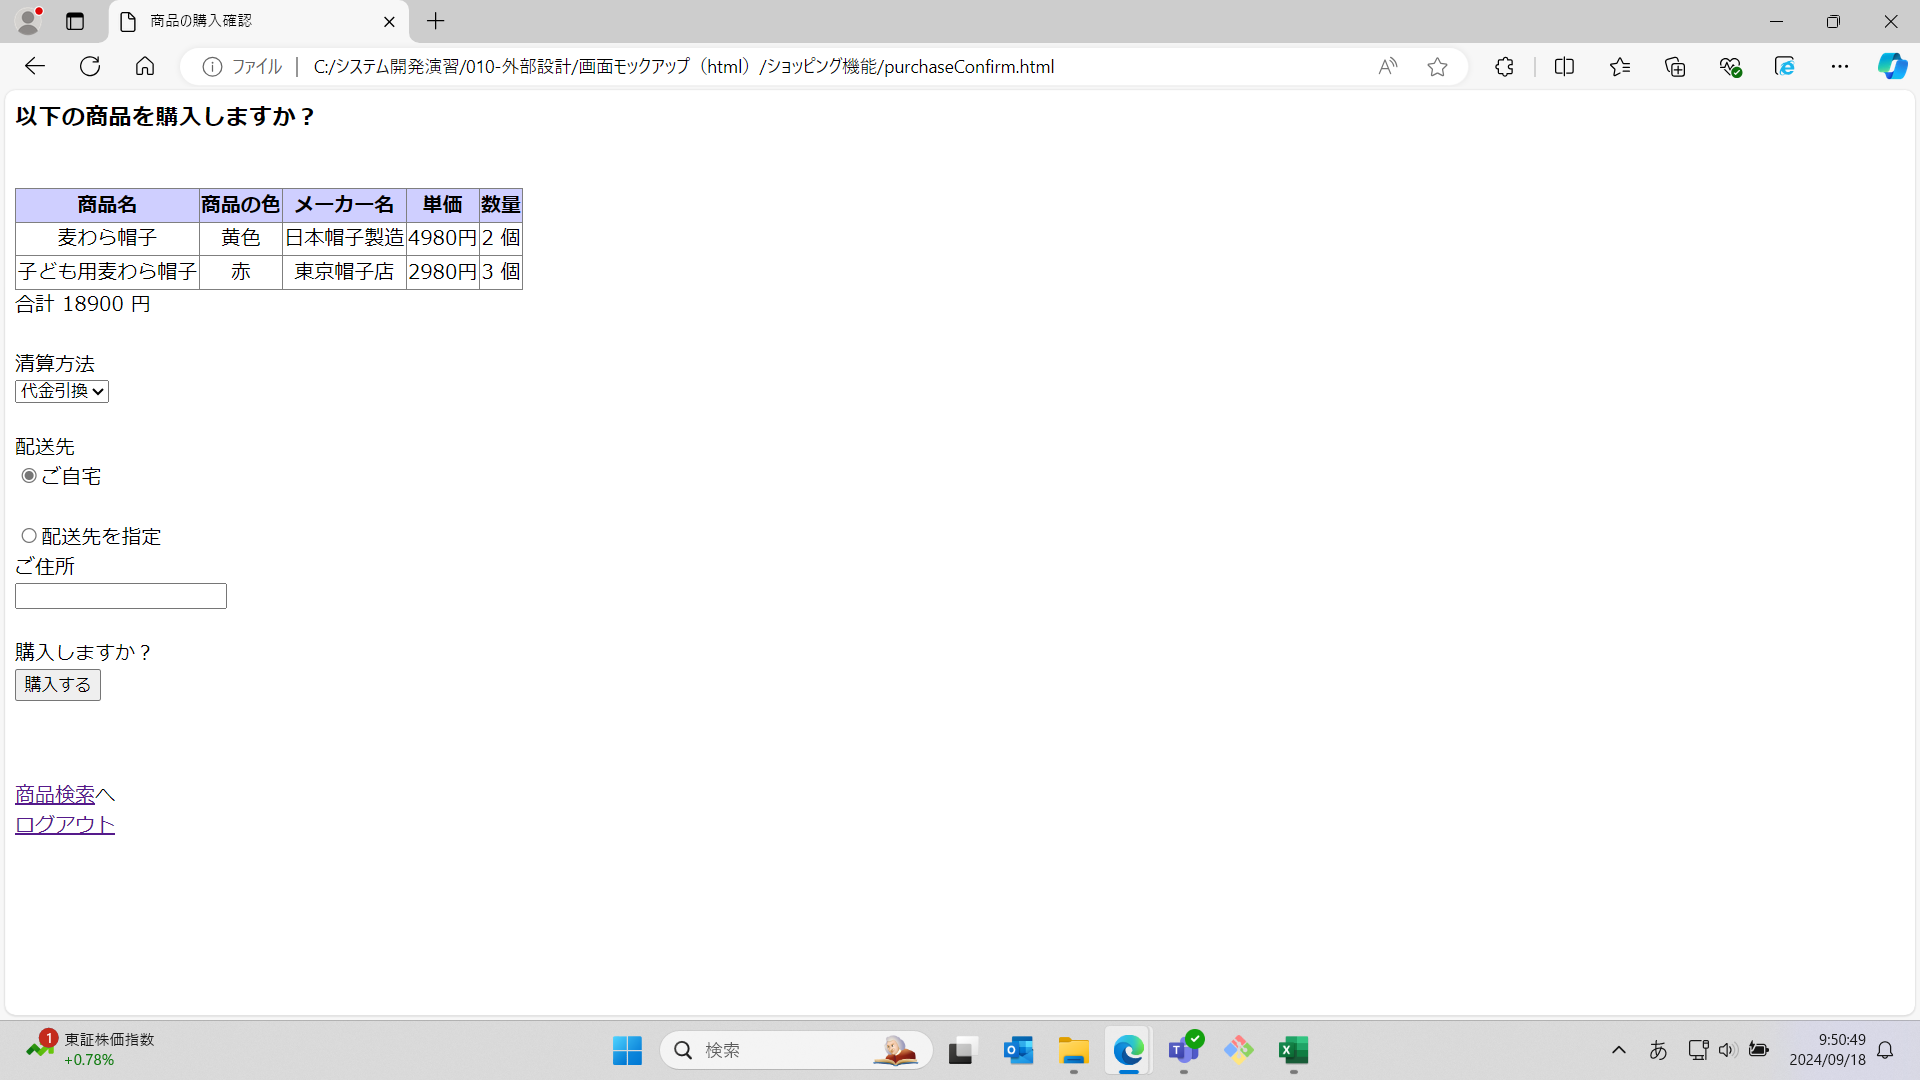 商品の購入確認
ファイル | C:/システム開発演習/010-外部設計/画面モックアップ（html）/ショッピング機能/purchaseConfirm.html
以下の商品を購入しますか？
商品名 商品の色 メーカー名 単価 数量
麦わら帽子 黄色 日本帽子製造 4980円 2 個
子ども用麦わら帽子 赤 東京帽子店 2980円 3 個
合計 18900 円
清算方法
代金引換
配送先
ご自宅
配送先を指定
ご住所
購入しますか？
購入する
商品検索へ
ログアウト
1 東証株価指数
+0.78%
検索
あ
9:50:49
2024/09/18